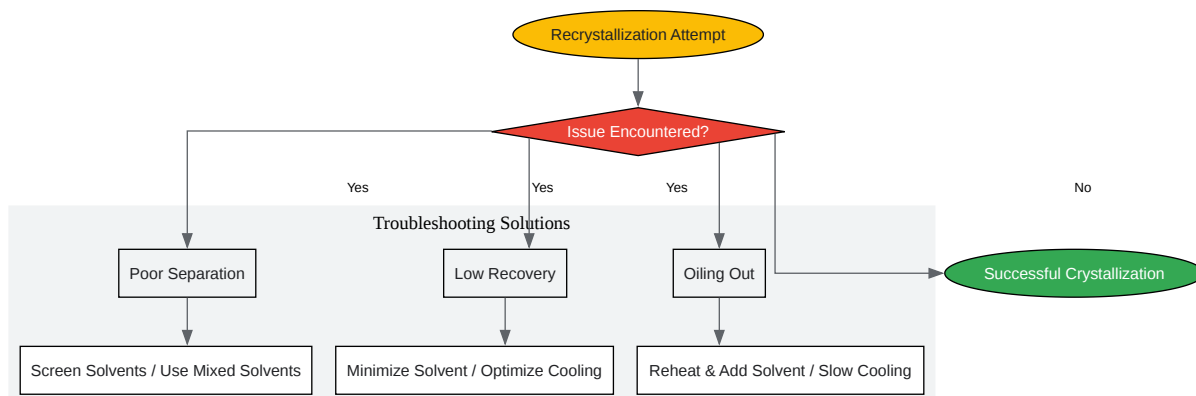 Recrystallization Attempt
Issue Encountered?
Yes
Yes
Yes
No
Troubleshooting Solutions
Poor Separation
Low Recovery
Oiling Out
Successful Crystallization
Screen Solvents / Use Mixed Solvents
Minimize Solvent / Optimize Cooling
Reheat & Add Solvent / Slow Cooling